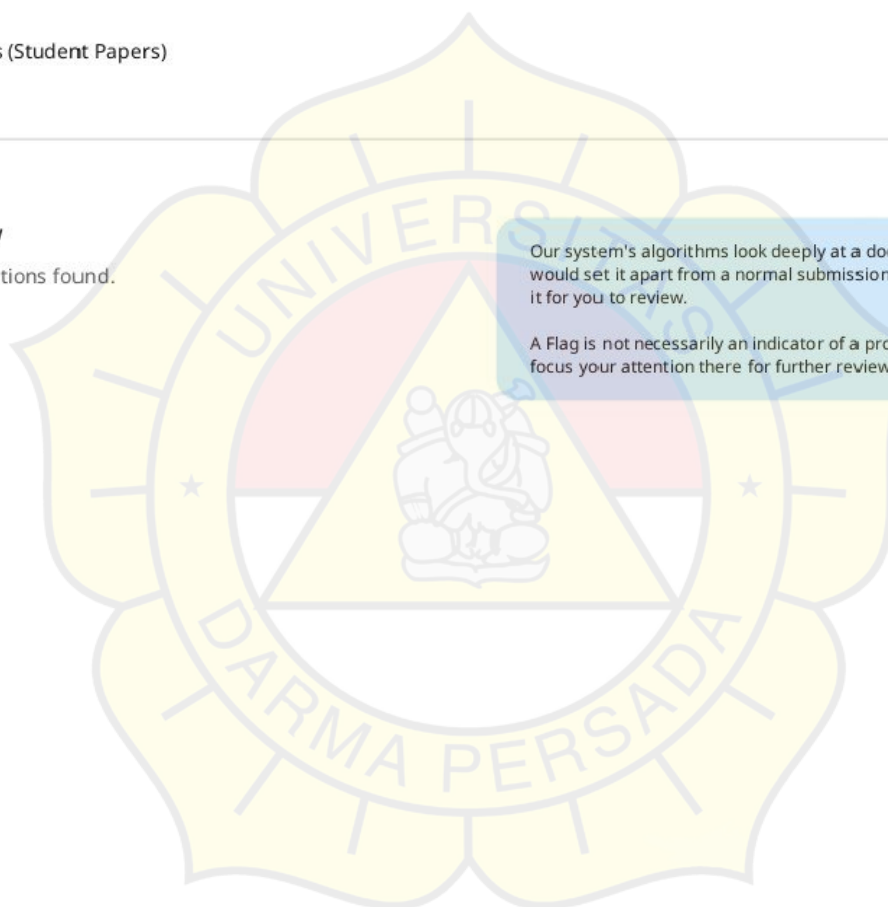 s (Student Papers)
tions found.
Our system's algorithms look deeply at a do
would set it apart from a normal submission
it for you to review.
A Flag is not necessarily an indicator of a pro
focus your attention there for further review
UNIVERSITAS
DARMA PERSADA